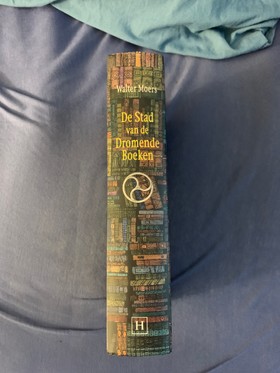 Walter Moers
De Stad
van de
Dromende
Boeken
H